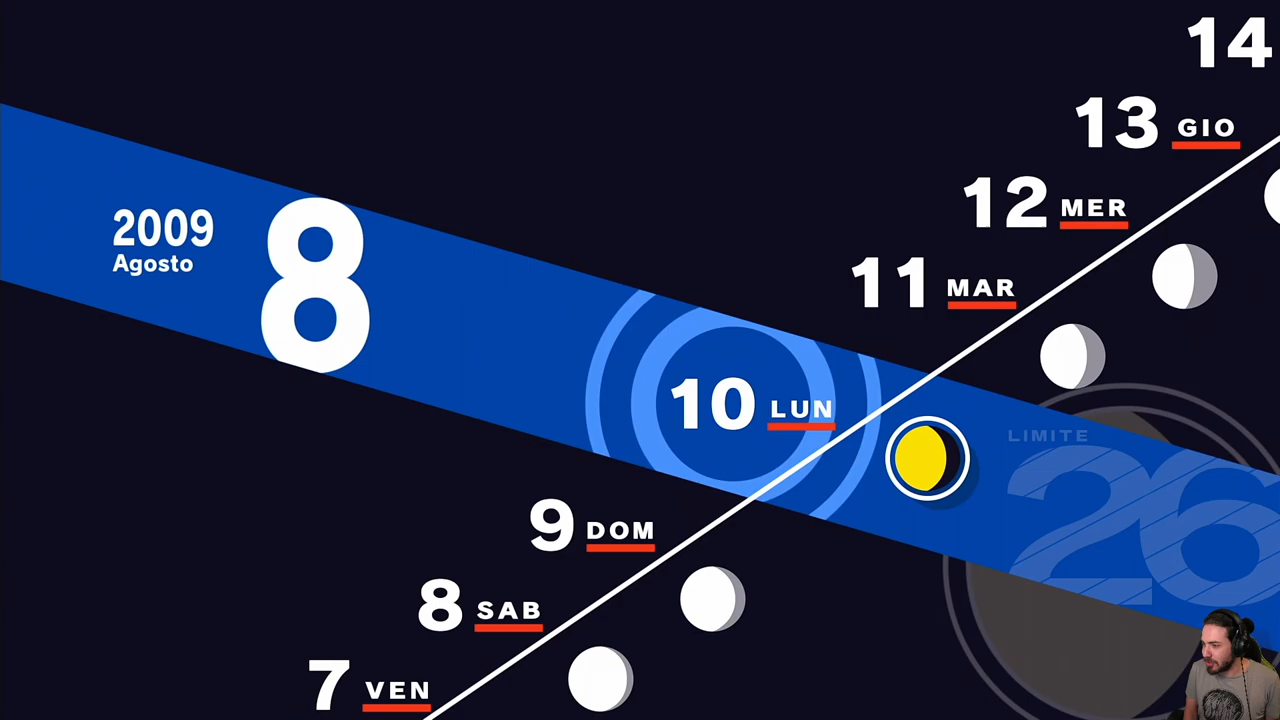 14
13 GIO
12 MER
2009
Agosto
8
11 MAR
10 LUN
LIMITE
26
9 DOM
8 SAB
7 VEN